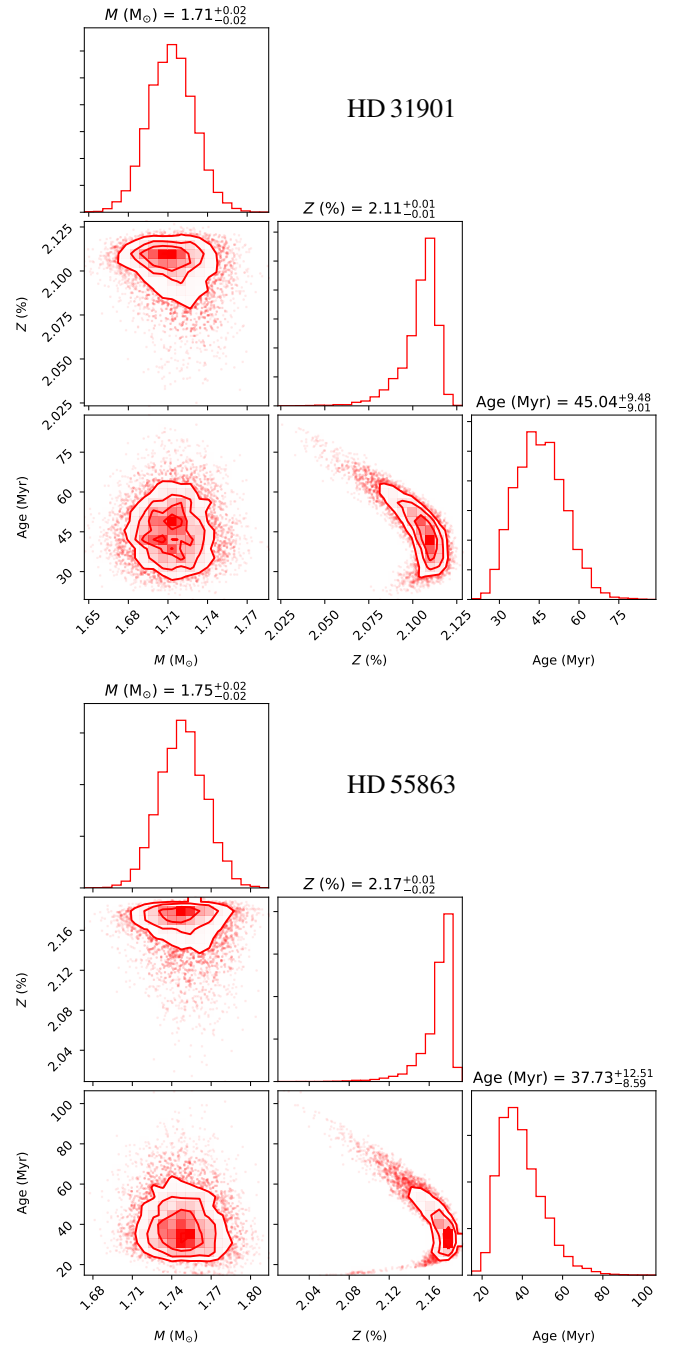 M (M⊙) = 1.71 +0.02 −0.02
HD 31901
Z (%) = 2.11 +0.01 −0.01
2.125
2.100
2.075
2.050
2.025
Z (%)
Age (Myr) = 45.04 +9.48 −9.01
75
60
45
30
Age (Myr)
1.65 1.68 1.71 1.74 1.77
2.025 2.050 2.075 2.100 2.125
30 45 60 75
M (M⊙) Z (%) Age (Myr)
M (M⊙) = 1.75 +0.02 −0.02
HD 55863
Z (%) = 2.17 +0.01 −0.02
2.16
2.12
2.08
2.04
Z (%)
Age (Myr) = 37.73 +12.51 −8.59
100
80
60
40
20
Age (Myr)
1.68 1.71 1.74 1.77 1.80
2.04 2.08 2.12 2.16
20 40 60 80 100
M (M⊙) Z (%) Age (Myr)